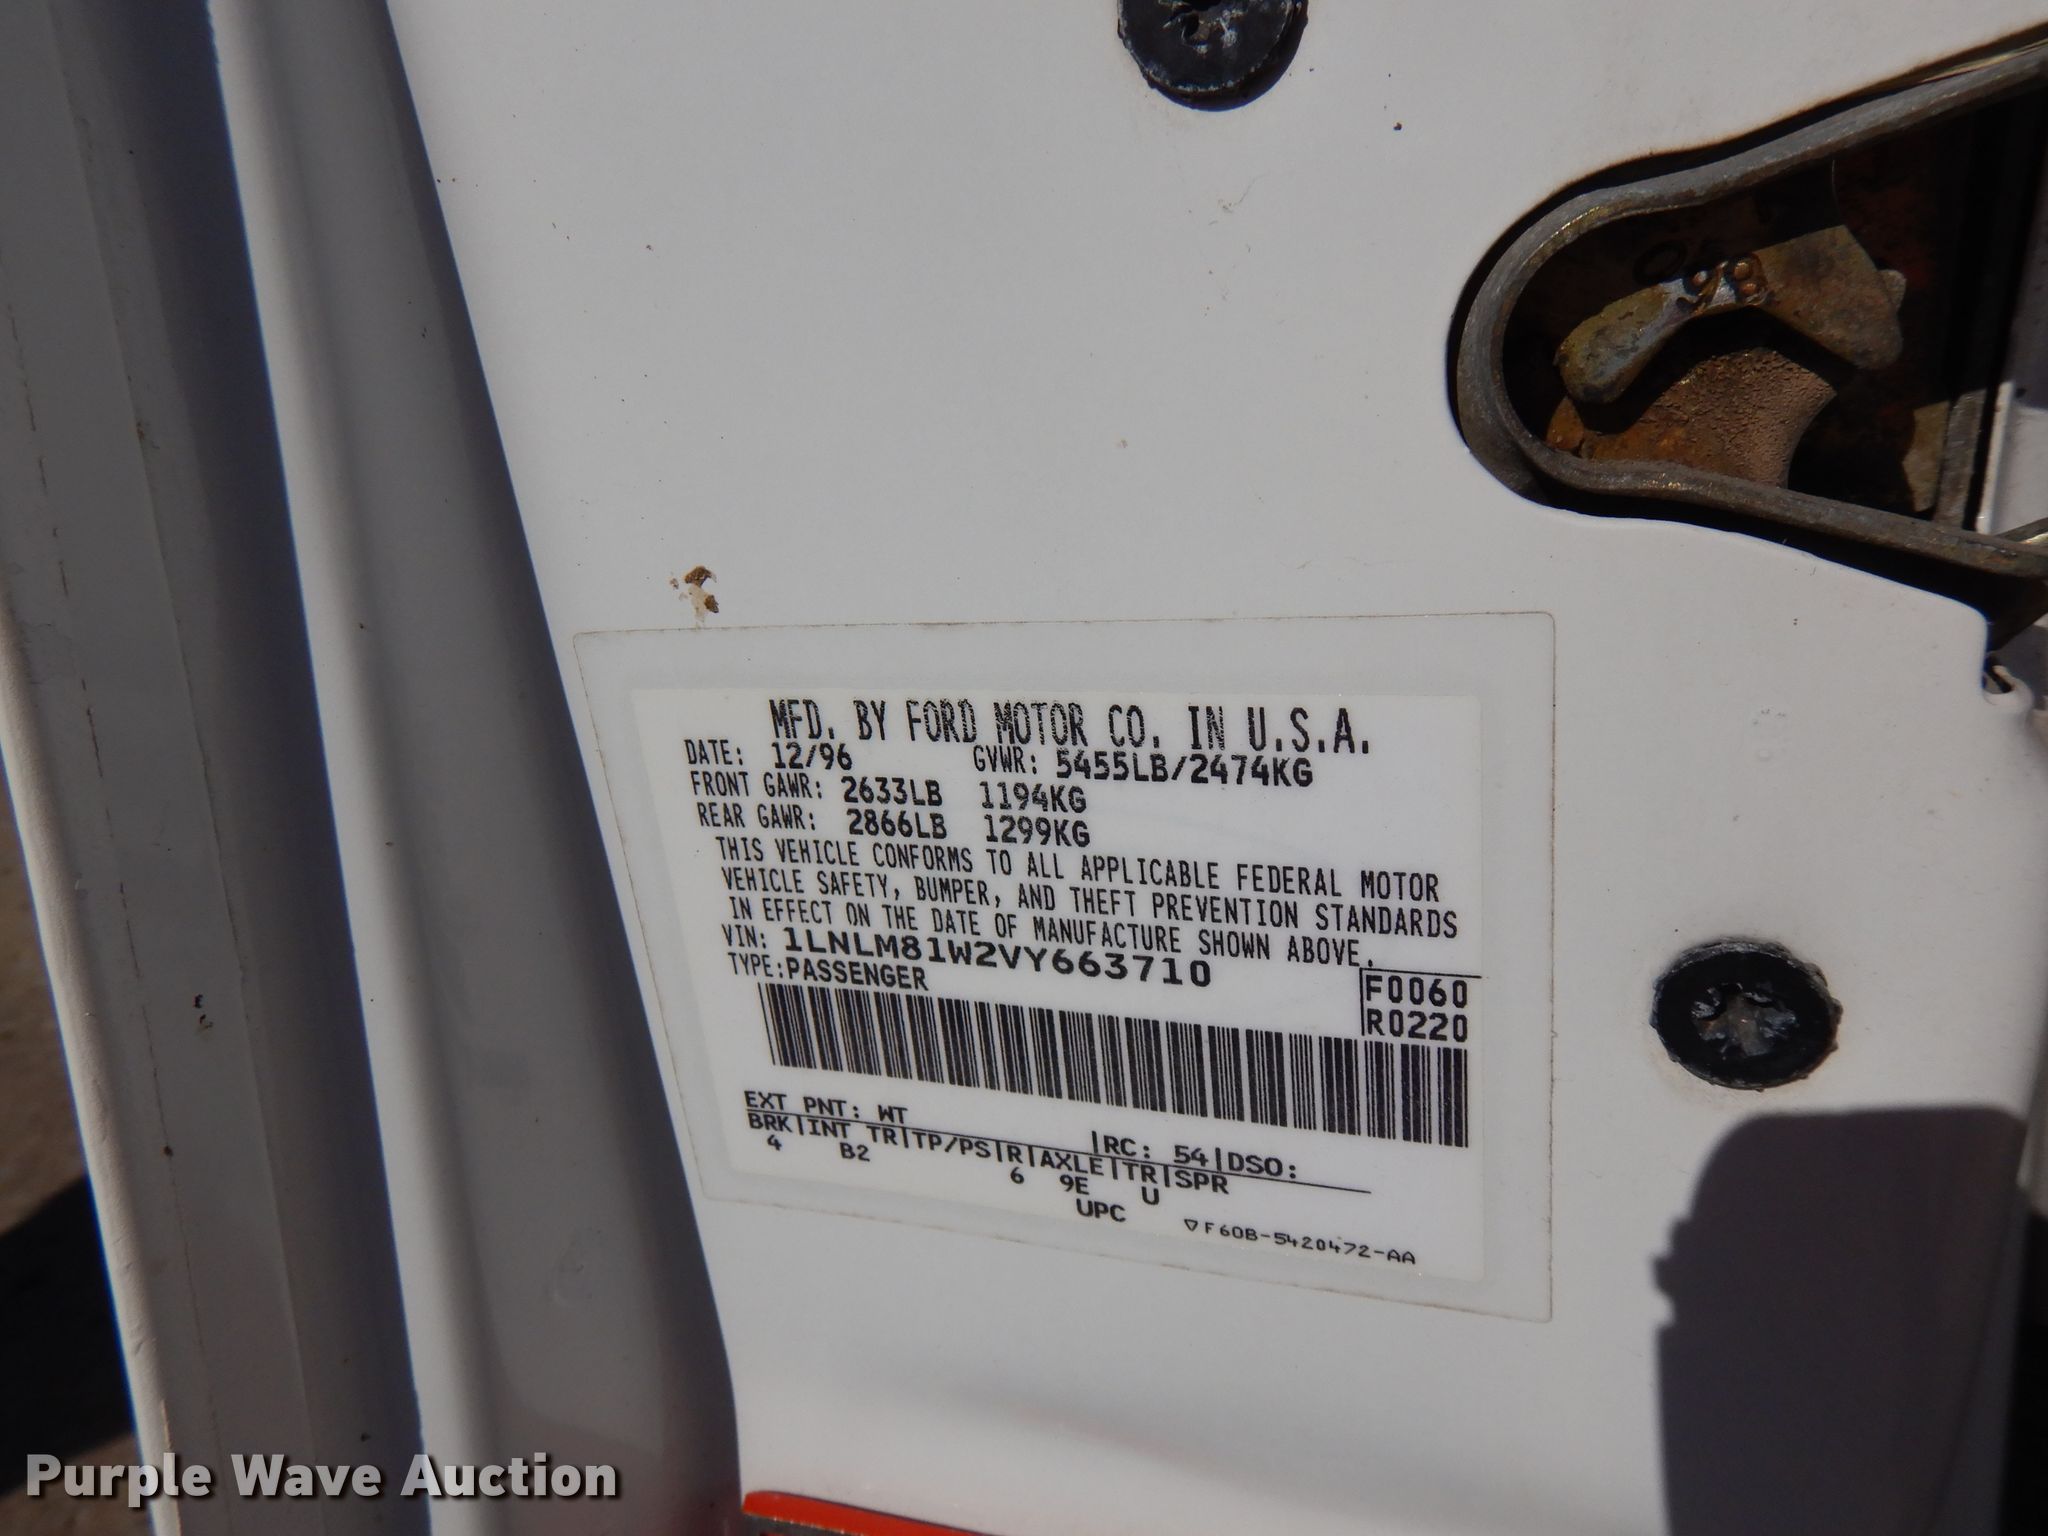 MFD. BY FORD MOTOR CO. IN U.S.A.
DATE: 12/96 GVWR: 5455LB/2474KG
FRONT GAWR: 2633LB 1194KG
REAR GAWR: 2866LB 1299KG
THIS VEHICLE CONFORMS TO ALL APPLICABLE FEDERAL MOTOR
VEHICLE SAFETY, BUMPER, AND THEFT PREVENTION STANDARDS
IN EFFECT ON THE DATE OF MANUFACTURE SHOWN ABOVE.
VIN: 1LNLM81W2VY663710
TYPE:PASSENGER
F0060
R0220
EXT PNT: WT |RC: 54|DSO:
BRK|INT TR|TP/PS|R|AXLE|TR|SPR
4 B2 6 9E U
UPC
▽F60B-5420472-AA
Purple Wave Auction